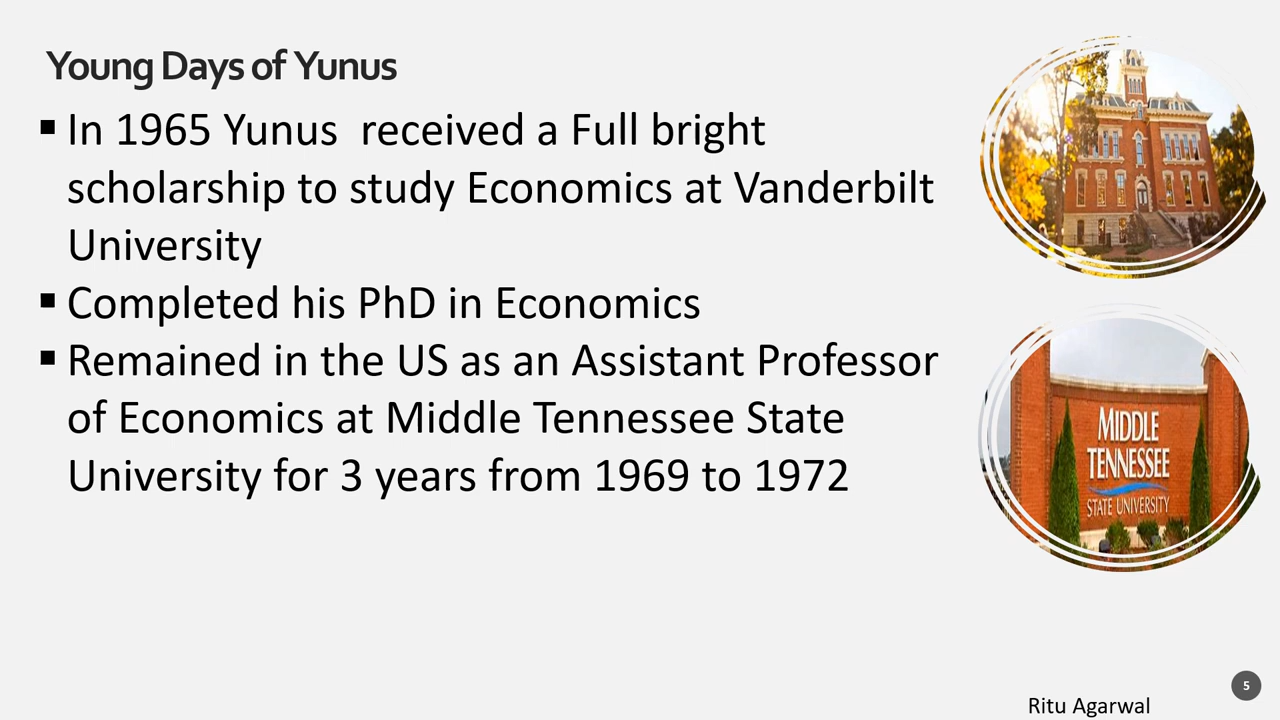 Young Days of Yunus
▪ In 1965 Yunus  received a Full bright
scholarship to study Economics at Vanderbilt
University
▪ Completed his PhD in Economics
▪ Remained in the US as an Assistant Professor
of Economics at Middle Tennessee State
University for 3 years from 1969 to 1972
MIDDLE
TENNESSEE
STATE UNIVERSITY
5
Ritu Agarwal